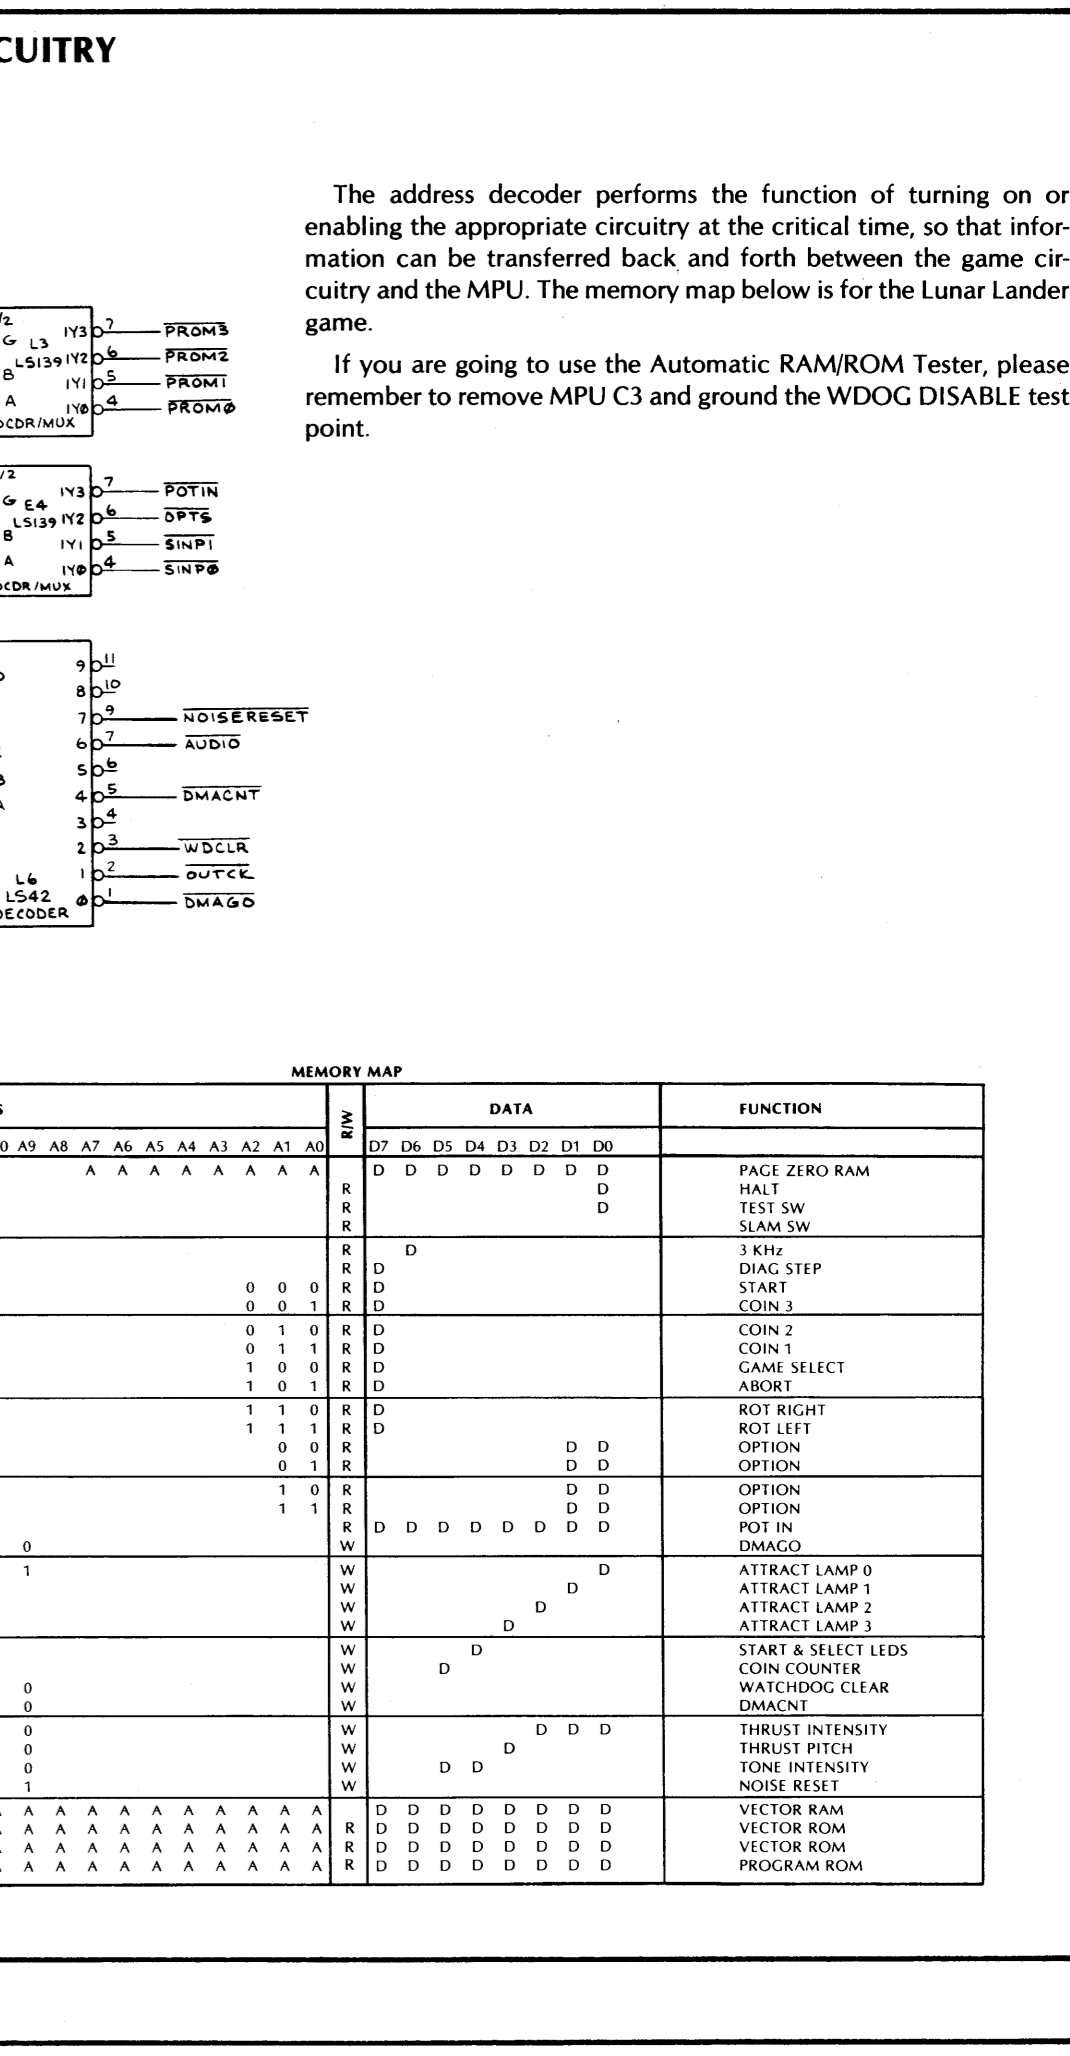 CUITRY
The address decoder performs the function of turning on or
enabling the appropriate circuitry at the critical time, so that infor-
mation can be transferred back and forth between the game cir-
cuitry and the MPU. The memory map below is for the Lunar Lander
game.
If you are going to use the Automatic RAM/ROM Tester, please
remember to remove MPU C3 and ground the WDOG DISABLE test
point.
/2
G L3 1Y3 7 PROM3
LS139 1Y2 6 PROM2
B 1Y1 5 PROM1
A 1Y0 4 PROM0
DCDR/MUX
/2
G E4 1Y3 7 POTIN
LS139 1Y2 6 OPTS
B 1Y1 5 SINP1
A 1Y0 4 SINP0
DCDR/MUX
9 11
8 10
7 9 NOISERESET
6 7 AUDIO
5 6
4 5 DMACNT
3 4
2 3 WDCLR
L6 1 2 OUTCK
LS42 0 1 DMAGO
DECODER
MEMORY MAP
S R/W DATA FUNCTION
0 A9 A8 A7 A6 A5 A4 A3 A2 A1 A0 D7 D6 D5 D4 D3 D2 D1 D0
A A A A A A A A D D D D D D D D PAGE ZERO RAM
R D HALT
R D TEST SW
R SLAM SW
R D 3 KHz
R D DIAG STEP
0 0 0 R D START
0 0 1 R D COIN 3
0 1 0 R D COIN 2
0 1 1 R D COIN 1
1 0 0 R D GAME SELECT
1 0 1 R D ABORT
1 1 0 R D ROT RIGHT
1 1 1 R D ROT LEFT
0 0 R D D OPTION
0 1 R D D OPTION
1 0 R D D OPTION
1 1 R D D OPTION
R D D D D D D D D POT IN
0 W DMAGO
1 W D ATTRACT LAMP 0
W D ATTRACT LAMP 1
W D ATTRACT LAMP 2
W D ATTRACT LAMP 3
W D START & SELECT LEDS
W D COIN COUNTER
0 W WATCHDOG CLEAR
0 W DMACNT
0 W D D D THRUST INTENSITY
0 W D THRUST PITCH
0 W D D TONE INTENSITY
1 W NOISE RESET
A A A A A A A A A A D D D D D D D D VECTOR RAM
A A A A A A A A A A R D D D D D D D D VECTOR ROM
A A A A A A A A A A R D D D D D D D D VECTOR ROM
A A A A A A A A A A R D D D D D D D D PROGRAM ROM